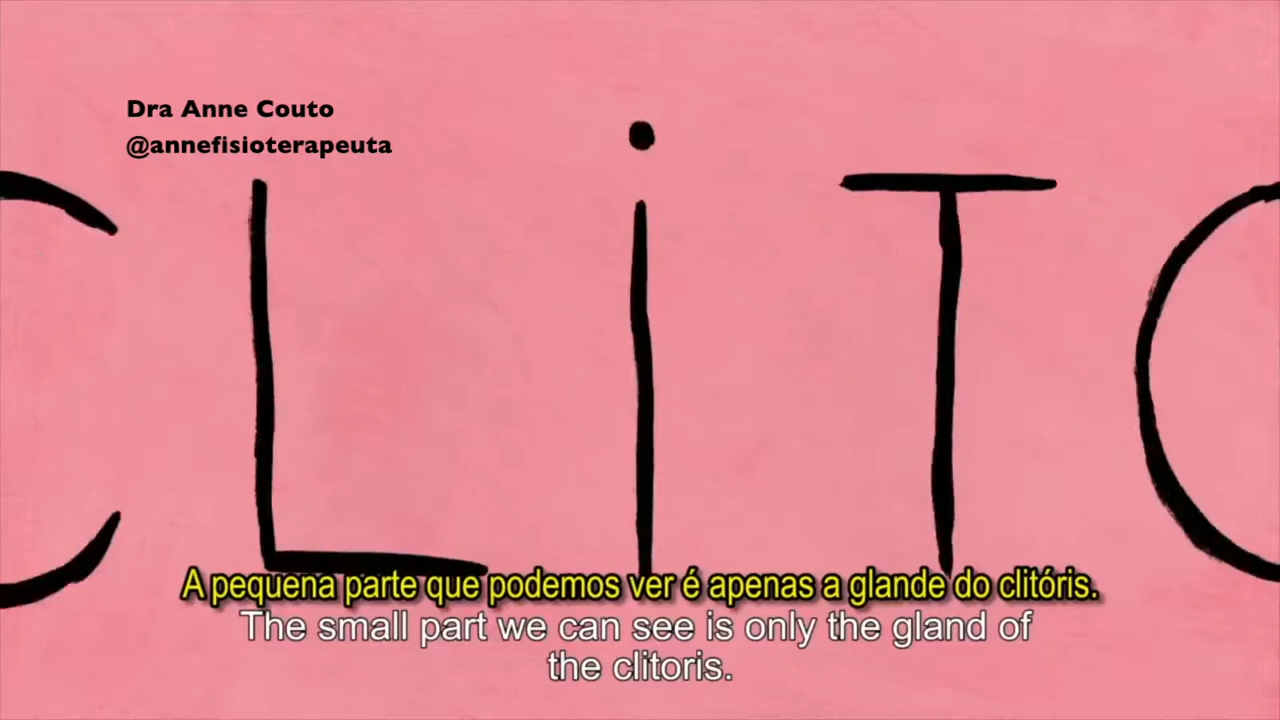 Dra Anne Couto
@annefisioterapeuta
CLiTO
A pequena parte que podemos ver é apenas a glande do clitóris.
The small part we can see is only the gland of
the clitoris.